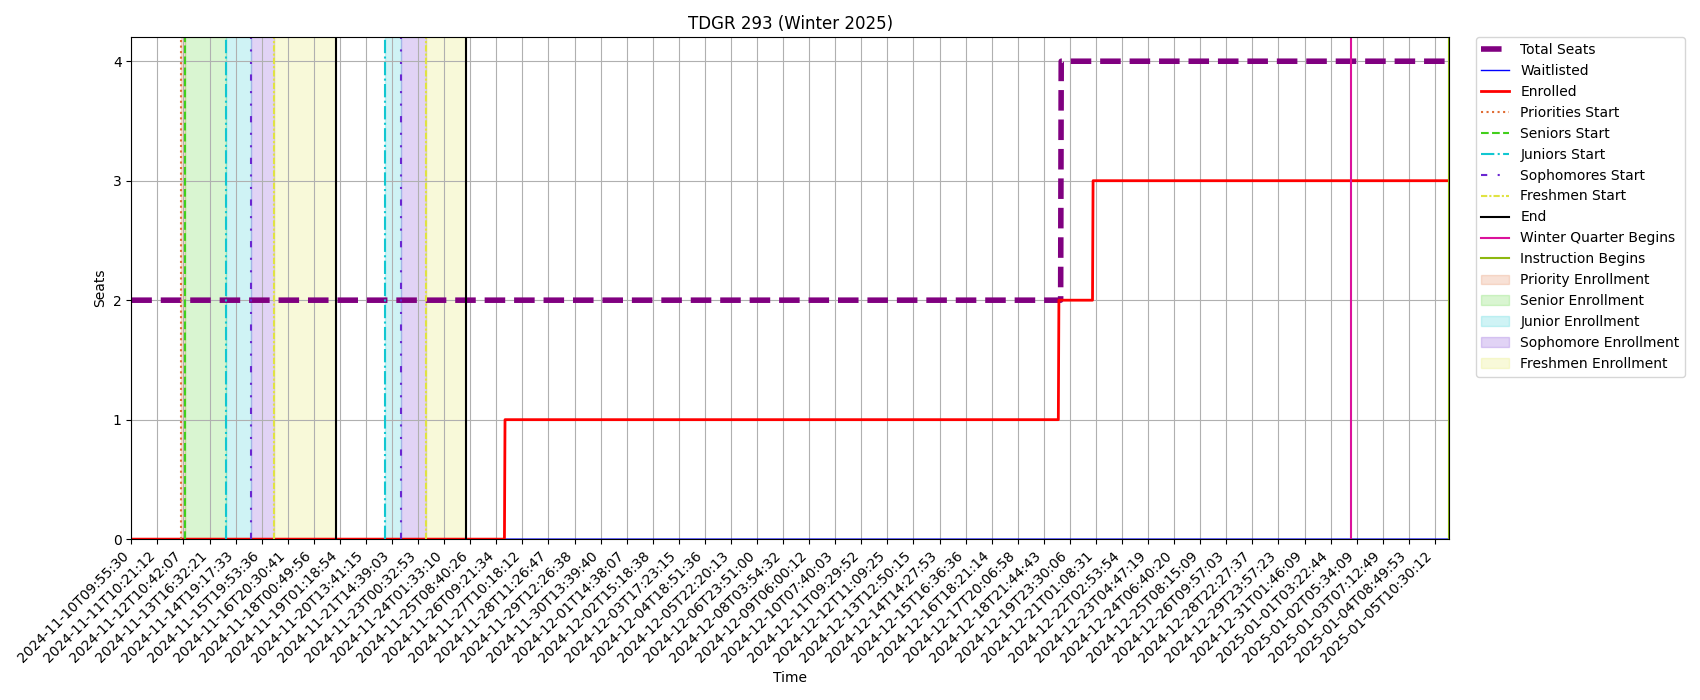 TDGR 293 (Winter 2025)
Seats
4
3
2
1
0
2024-11-10T09:55:30
2024-11-11T10:21:12
2024-11-12T10:42:07
2024-11-13T16:32:21
2024-11-14T19:17:33
2024-11-15T19:53:36
2024-11-16T20:30:41
2024-11-18T00:49:56
2024-11-19T01:18:54
2024-11-20T13:41:15
2024-11-21T14:39:03
2024-11-23T00:32:53
2024-11-24T01:33:10
2024-11-25T08:40:26
2024-11-26T09:21:34
2024-11-27T10:18:12
2024-11-28T11:26:47
2024-11-29T12:26:38
2024-11-30T13:39:40
2024-12-01T14:38:07
2024-12-02T15:18:38
2024-12-03T17:23:15
2024-12-04T18:51:36
2024-12-05T22:20:13
2024-12-06T23:51:00
2024-12-08T03:54:32
2024-12-09T06:00:12
2024-12-10T07:40:03
2024-12-11T09:29:52
2024-12-12T11:09:25
2024-12-13T12:50:15
2024-12-14T14:27:53
2024-12-15T16:36:36
2024-12-16T18:21:14
2024-12-17T20:06:58
2024-12-18T21:44:43
2024-12-19T23:30:06
2024-12-21T01:08:31
2024-12-22T02:53:54
2024-12-23T04:47:19
2024-12-24T06:40:20
2024-12-25T08:15:09
2024-12-26T09:57:03
2024-12-28T22:27:37
2024-12-29T23:57:23
2024-12-31T01:46:09
2025-01-01T03:22:44
2025-01-02T05:34:09
2025-01-03T07:12:49
2025-01-04T08:49:53
2025-01-05T10:30:12
Time
Total Seats
Waitlisted
Enrolled
Priorities Start
Seniors Start
Juniors Start
Sophomores Start
Freshmen Start
End
Winter Quarter Begins
Instruction Begins
Priority Enrollment
Senior Enrollment
Junior Enrollment
Sophomore Enrollment
Freshmen Enrollment